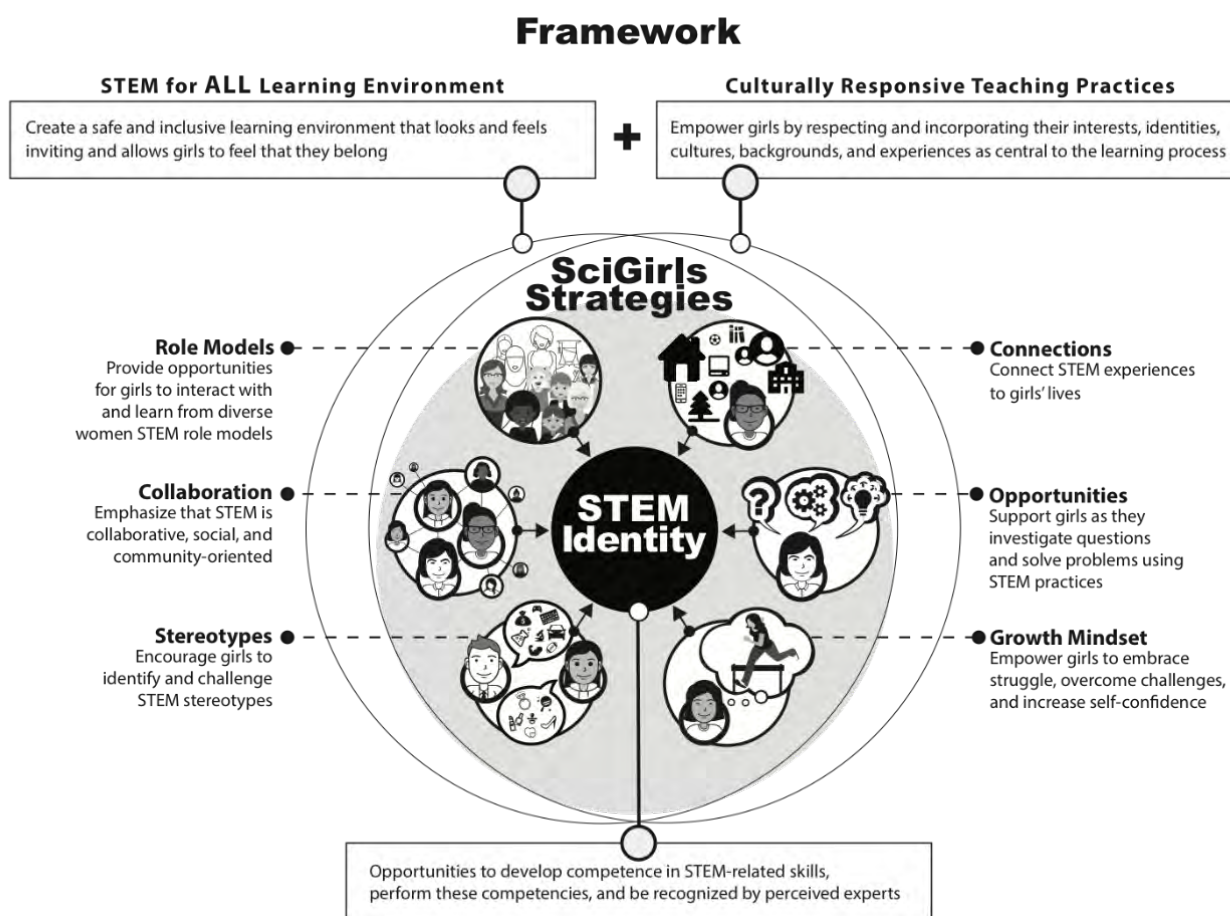 Framework
STEM for ALL Learning Environment
Create a safe and inclusive learning environment that looks and feels
inviting and allows girls to feel that they belong
+
Culturally Responsive Teaching Practices
Empower girls by respecting and incorporating their interests, identities,
cultures, backgrounds, and experiences as central to the learning process
SciGirls
Strategies
Role Models
Provide opportunities
for girls to interact with
and learn from diverse
women STEM role models
Collaboration
Emphasize that STEM is
collaborative, social, and
community-oriented
Stereotypes
Encourage girls to
identify and challenge
STEM stereotypes
STEM
Identity
?
Connections
Connect STEM experiences
to girls' lives
Opportunities
Support girls as they
investigate questions
and solve problems using
STEM practices
Growth Mindset
Empower girls to embrace
struggle, overcome challenges,
and increase self-confidence
Opportunities to develop competence in STEM-related skills,
perform these competencies, and be recognized by perceived experts